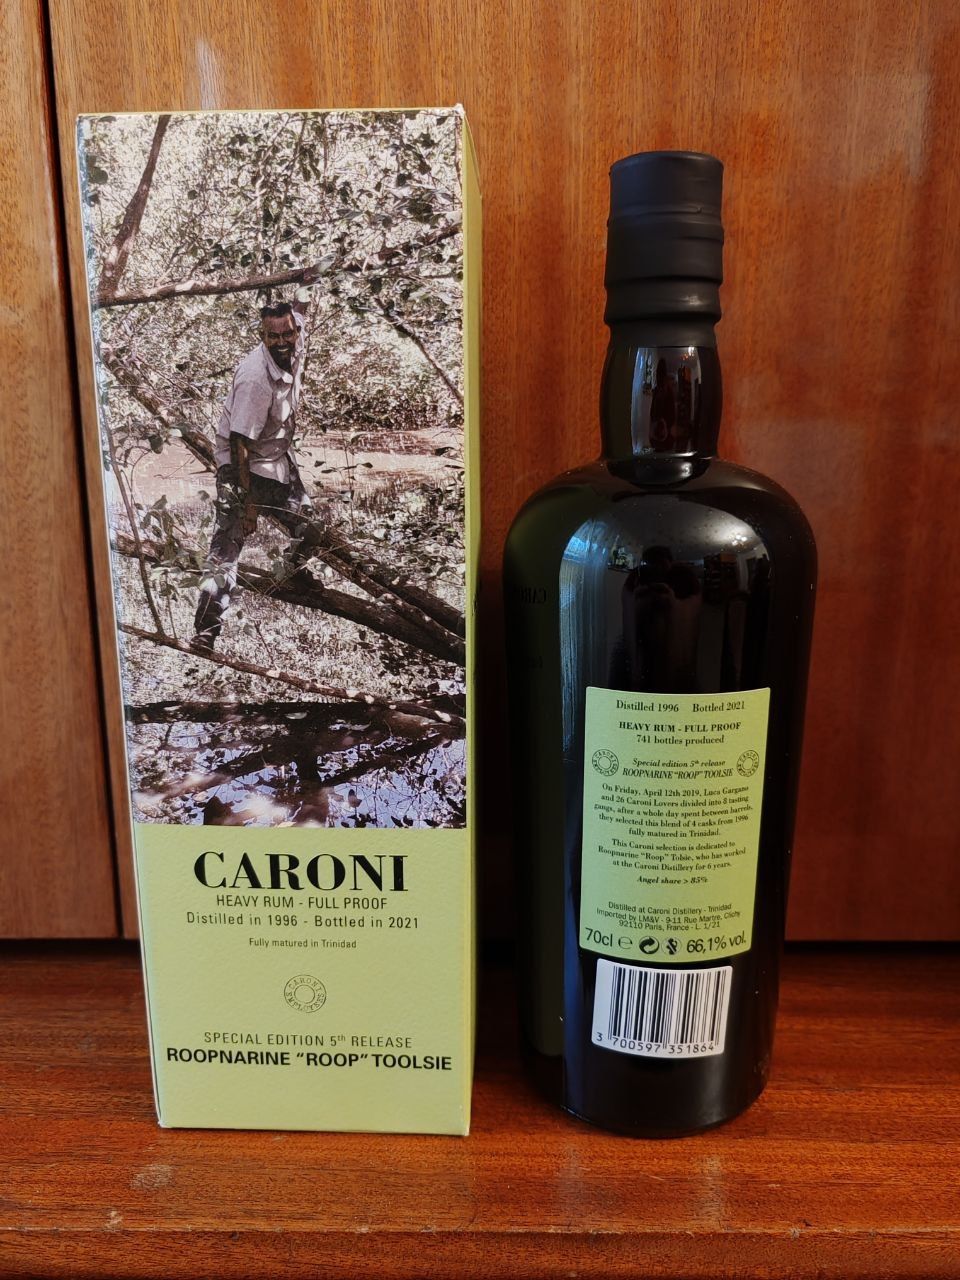 CARONI
HEAVY RUM - FULL PROOF
Distilled in 1996 - Bottled in 2021
Fully matured in Trinidad
CARONI
EMPLOYEES
SPECIAL EDITION 5th RELEASE
ROOPNARINE “ROOP” TOOLSIE
Distilled 1996 Bottled 2021
HEAVY RUM - FULL PROOF
741 bottles produced
Special edition 5th release
ROOPNARINE “ROOP” TOOLSIE
On Friday, April 12th 2019, Luca Gargano
and 26 Caroni Lovers divided into 8 tasting
gangs, after a whole day spent between barrels,
they selected this blend of 4 casks from 1996
fully matured in Trinidad.
This Caroni selection is dedicated to
Roopnarine “Roop” Tolsie, who has worked
at the Caroni Distillery for 6 years.
Angel share > 85%
Distilled at Caroni Distillery - Trinidad
Imported by LM&V - 9-11 Rue Martre, Clichy
92110 Paris, France - L. 1/21
70cl e 66,1% vol.
3 700597 351864